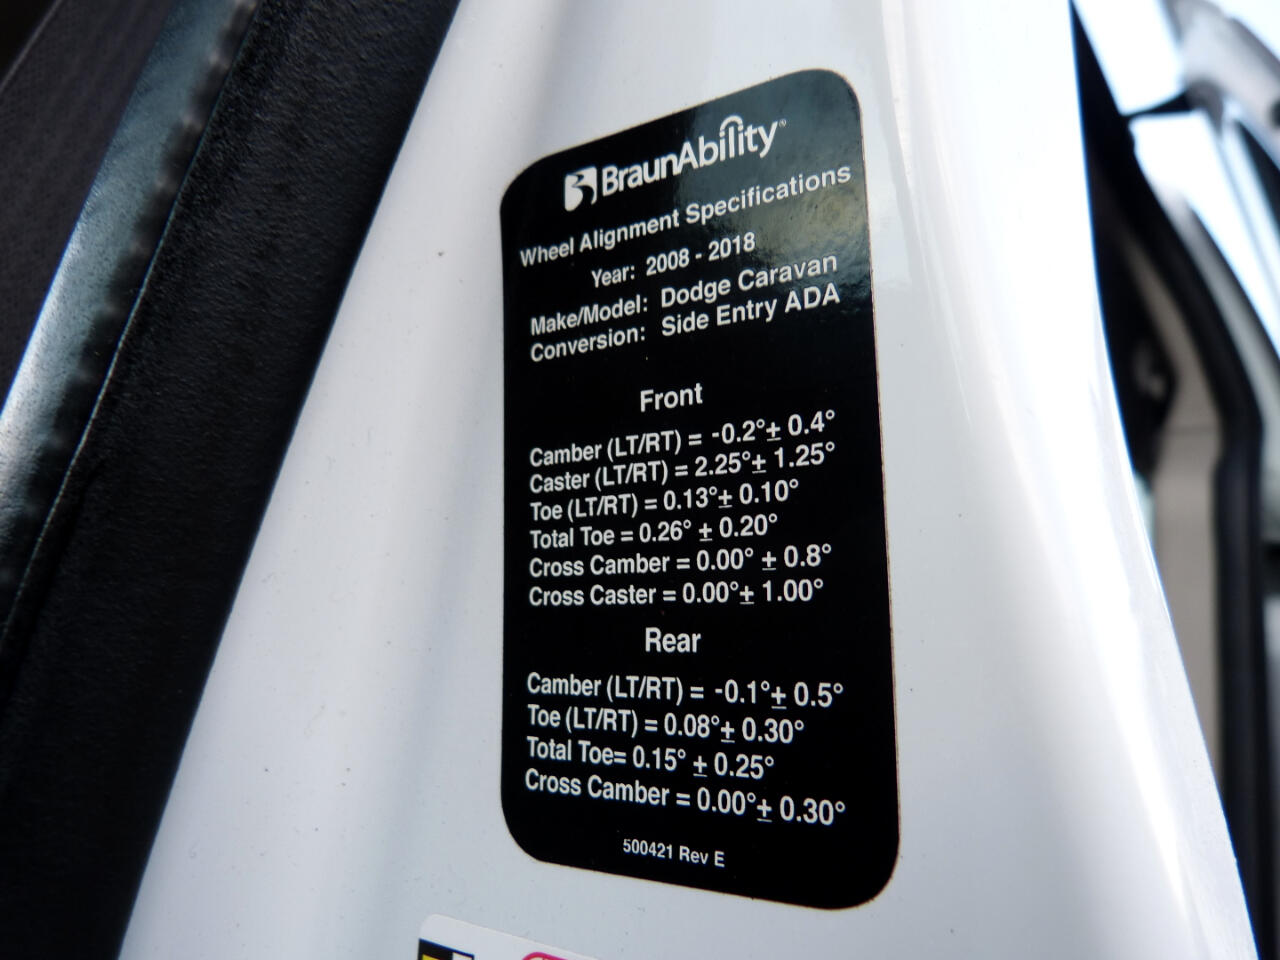 BraunAbility®
Wheel Alignment Specifications
Year: 2008 - 2018
Make/Model: Dodge Caravan
Conversion: Side Entry ADA
Front
Camber (LT/RT) = -0.2°± 0.4°
Caster (LT/RT) = 2.25°± 1.25°
Toe (LT/RT) = 0.13°± 0.10°
Total Toe = 0.26° ± 0.20°
Cross Camber = 0.00° ± 0.8°
Cross Caster = 0.00°± 1.00°
Rear
Camber (LT/RT) = -0.1°± 0.5°
Toe (LT/RT) = 0.08°± 0.30°
Total Toe= 0.15° ± 0.25°
Cross Camber = 0.00°± 0.30°
500421 Rev E